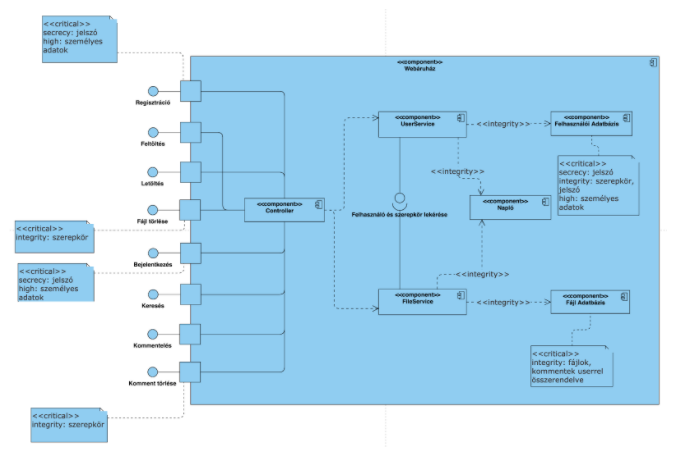 <<critical>>
secrecy: jelszó
high: személyes
adatok
<<component>>
Webáruház
Regisztráció
Feltöltés
Letöltés
Fájl törlése
Bejelentkezés
Keresés
Kommentelés
Komment törlése
<<critical>>
integrity: szerepkör
<<critical>>
secrecy: jelszó
high: személyes
adatok
<<critical>>
integrity: szerepkör
<<component>>
Controller
<<component>>
UserService
<<integrity>>
<<component>>
Felhasználói Adatbázis
<<critical>>
secrecy: jelszó
integrity: szerepkör,
jelszó
high: személyes
adatok
<<integrity>>
Felhasználó és szerepkör lekérése
<<component>>
Napló
<<integrity>>
<<component>>
FileService
<<integrity>>
<<component>>
Fájl Adatbázis
<<critical>>
integrity: fájlok,
kommentek userrel
összerendelve